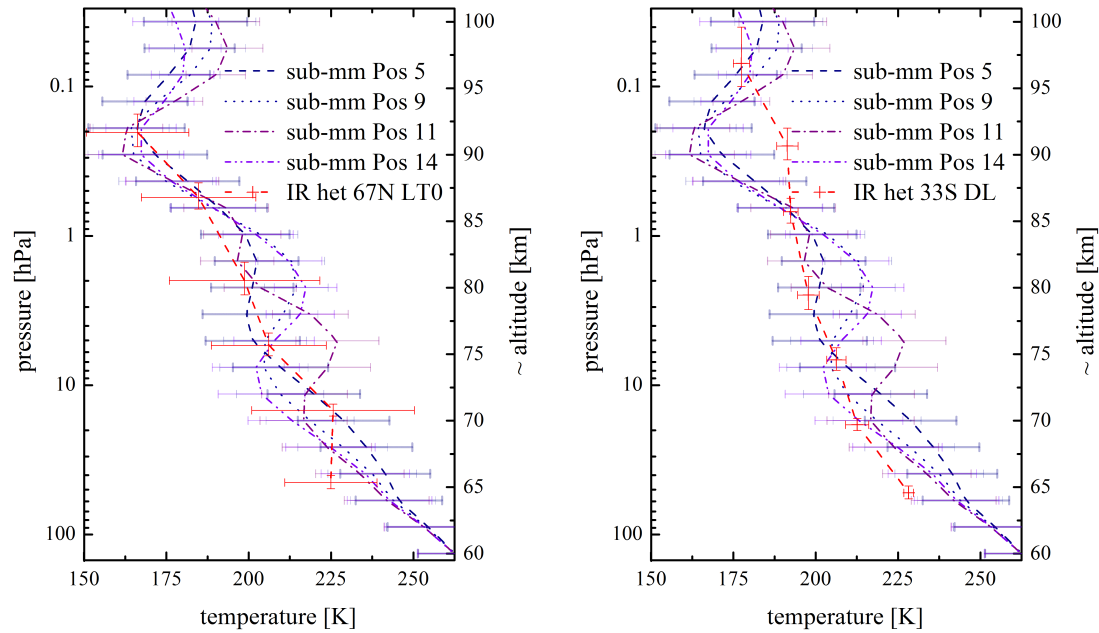 100
95
90
85
80
75
70
65
60
0.1
1
10
100
150
175
200
225
250
pressure [hPa]
~ altitude [km]
temperature [K]
sub-mm Pos 5
sub-mm Pos 9
sub-mm Pos 11
sub-mm Pos 14
IR het 67N LT0
100
95
90
85
80
75
70
65
60
0.1
1
10
100
150
175
200
225
250
pressure [hPa]
~ altitude [km]
temperature [K]
sub-mm Pos 5
sub-mm Pos 9
sub-mm Pos 11
sub-mm Pos 14
IR het 33S DL